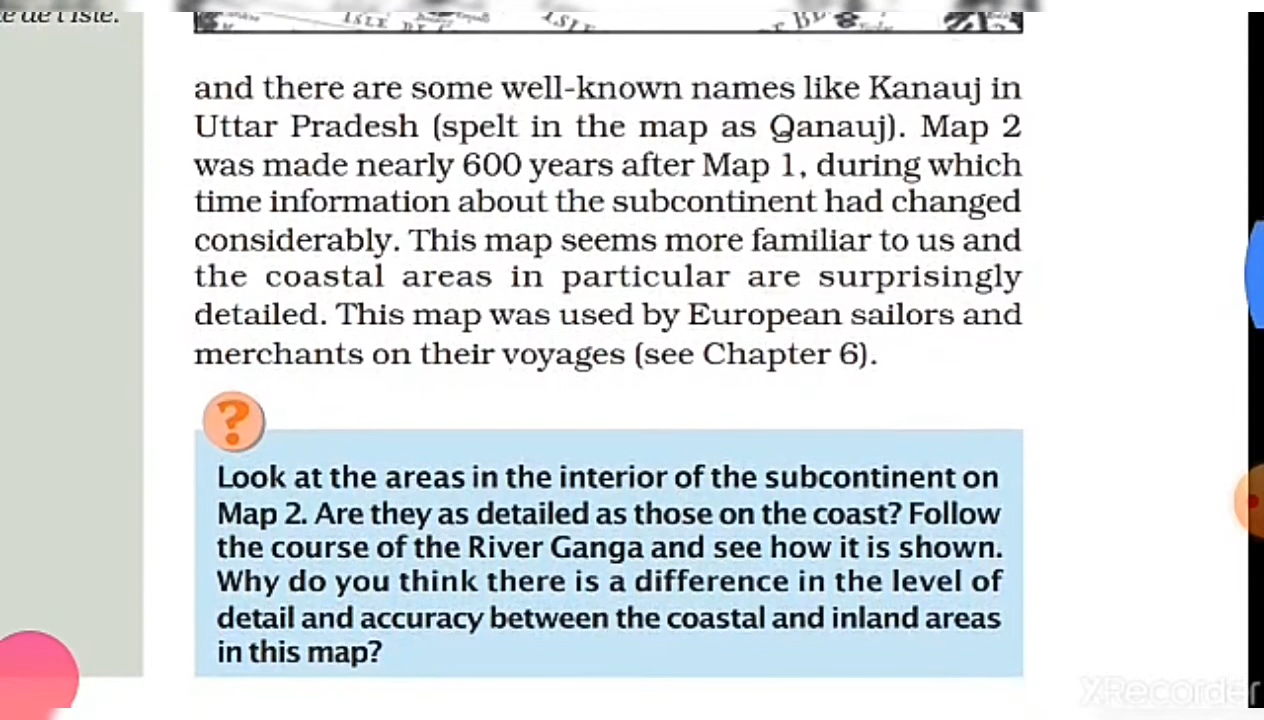 e de l'Isle.
ISLE
ISLE
and there are some well-known names like Kanauj in
Uttar Pradesh (spelt in the map as Qanauj). Map 2
was made nearly 600 years after Map 1, during which
time information about the subcontinent had changed
considerably. This map seems more familiar to us and
the coastal areas in particular are surprisingly
detailed. This map was used by European sailors and
merchants on their voyages (see Chapter 6).
?
Look at the areas in the interior of the subcontinent on
Map 2. Are they as detailed as those on the coast? Follow
the course of the River Ganga and see how it is shown.
Why do you think there is a difference in the level of
detail and accuracy between the coastal and inland areas
in this map?
XRecorder